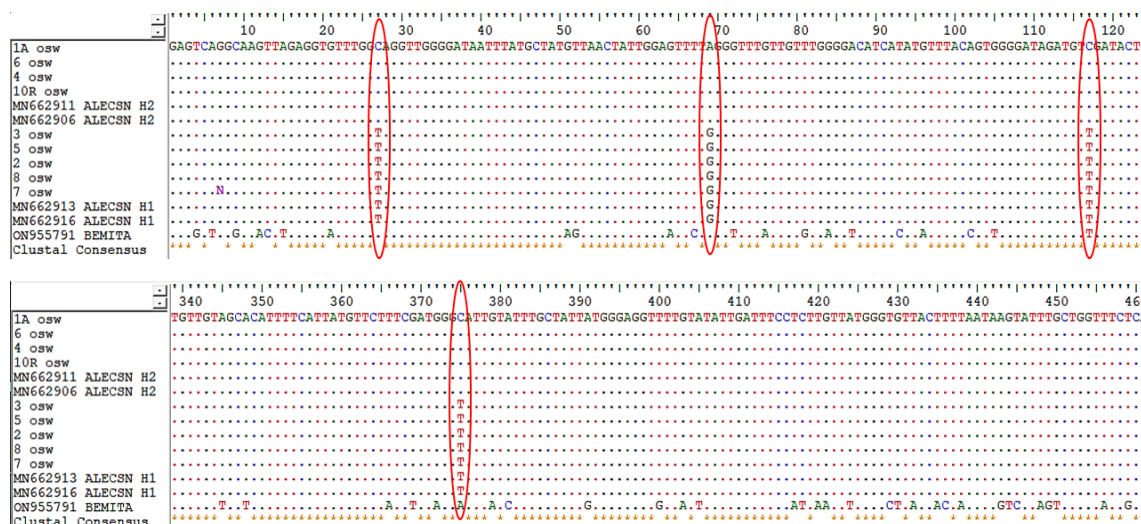 10 20 30 40 50 60 70 80 90 100 110 120
1A osw GAGTCAGGCAAGTTAGAGGTGTTTGGCAGGTTGGGGATAATTTATGCTATGTTAACTATTGGAGTTTTAGGGTTTGTTGTTTGGGGACATCATATGTTTACAGTGGGGATAGATGTCGATACT
6 osw
4 osw
10R osw
MN662911 ALECSN H2
MN662906 ALECSN H2
3 osw T G T
5 osw T G T
2 osw T G T
8 osw T G T
7 osw N T G T
MN662913 ALECSN H1 T G T
MN662916 ALECSN H1 T G T
ON955791 BEMITA ...G.T..G..AC.T.....A
Clustal Consensus
340 350 360 370 380 390 400 410 420 430 440 450 46
1A osw TGTTGTAGCACATTTTCATTATGTTCTTTCGATGGGCATTGTATTTGCTATTATGGGAGGTTTTGTATATTGATTTCCTCTTGTTATGGGTGTTACTTTTAATAAGTATTTGCTGGTTTCTC
6 osw
4 osw
10R osw
MN662911 ALECSN H2
MN662906 ALECSN H2
3 osw T
5 osw T
2 osw T
8 osw T
7 osw T
MN662913 ALECSN H1 T
MN662916 ALECSN H1 T
ON955791 BEMITA
Clustal Consensus